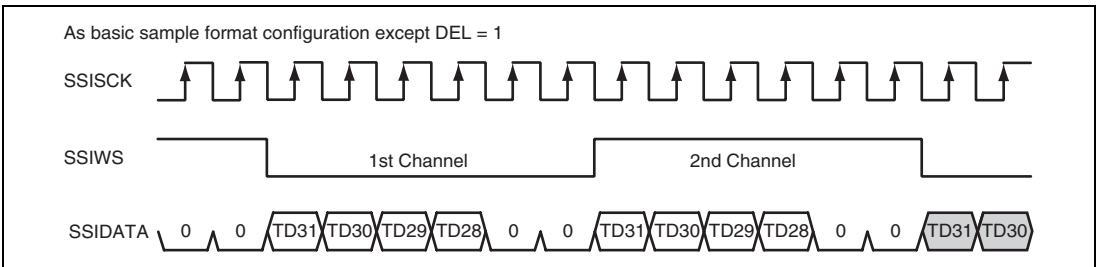 As basic sample format configuration except DEL = 1
SSISCK
SSIWS 1st Channel 2nd Channel
SSIDATA 0 0 TD31 TD30 TD29 TD28 0 0 TD31 TD30 TD29 TD28 0 0 TD31 TD30